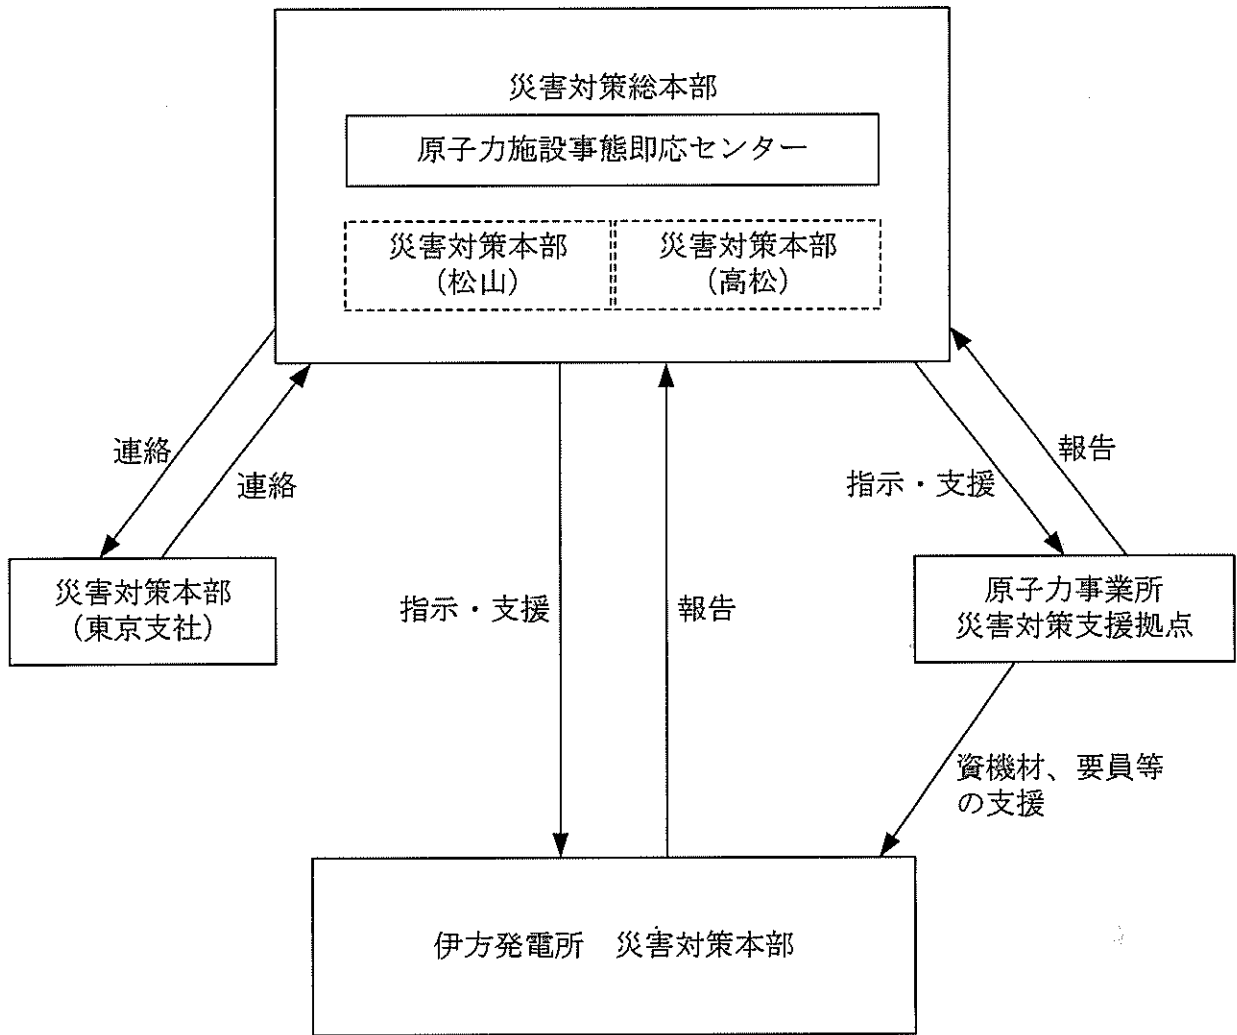 災害対策総本部
原子力施設事態即応センター
災害対策本部
(松山)
災害対策本部
(高松)
連絡
連絡
指示・支援
報告
災害対策本部
(東京支社)
指示・支援
報告
原子力事業所
災害対策支援拠点
資機材、要員等
の支援
伊方発電所　災害対策本部